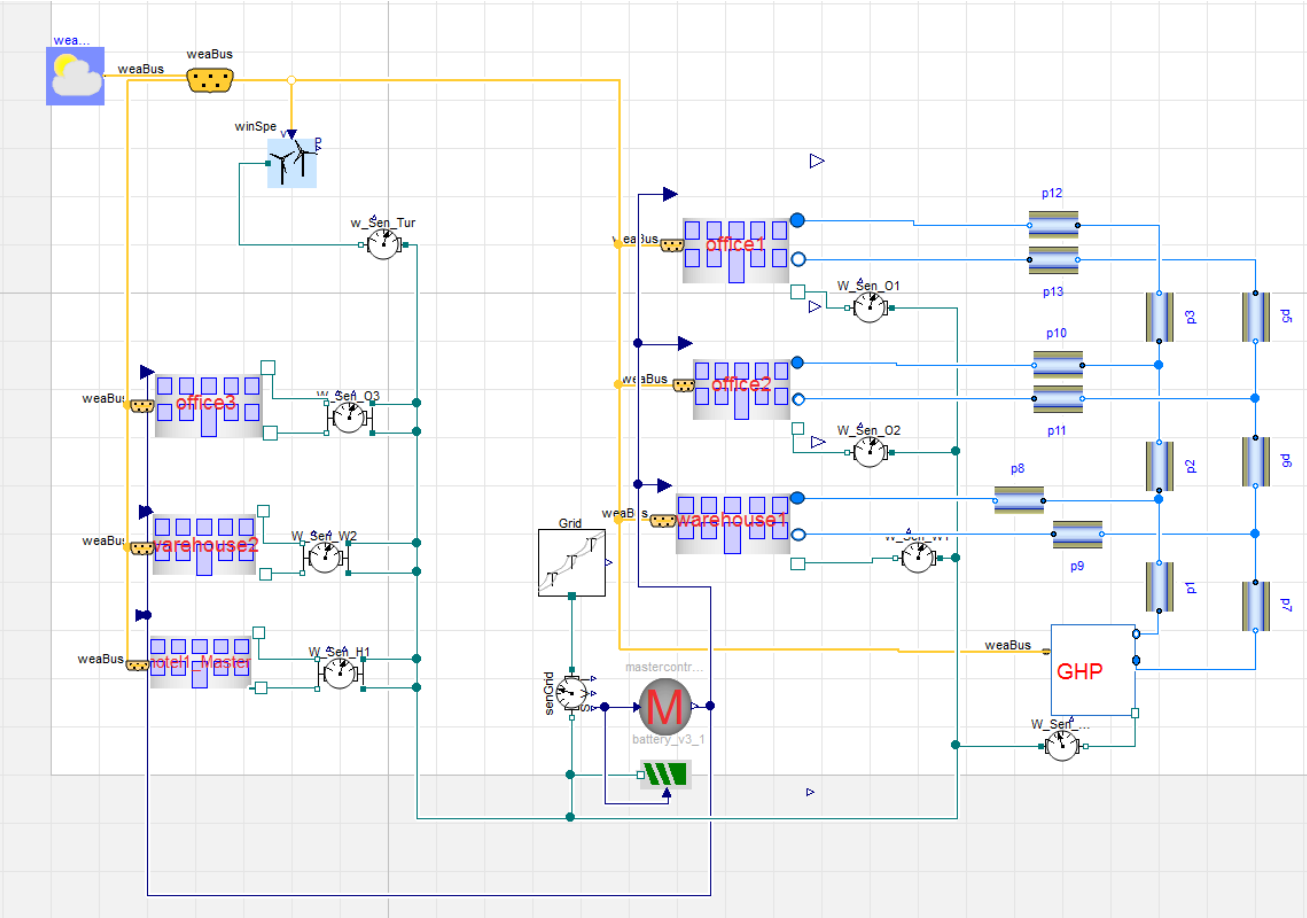 wea...
weaBus
weaBus
winSpe
v
P
w_Sen_Tur
p12
weaBus
office1
p13
W_Sen_O1
p3
p5
p10
weaBus
office2
p11
W_Sen_O2
weaBus
office3
W_Sen_O3
p2
p6
p8
warehouse1
p9
Grid
weaBus
warehouse2
W_Sen_W2
p1
p7
weaBus
hotel1_Master
W_Sen_H1
weaBus
GHP
mastercontr...
M
senGrid
S
battery_v3_1
W_Sen_...